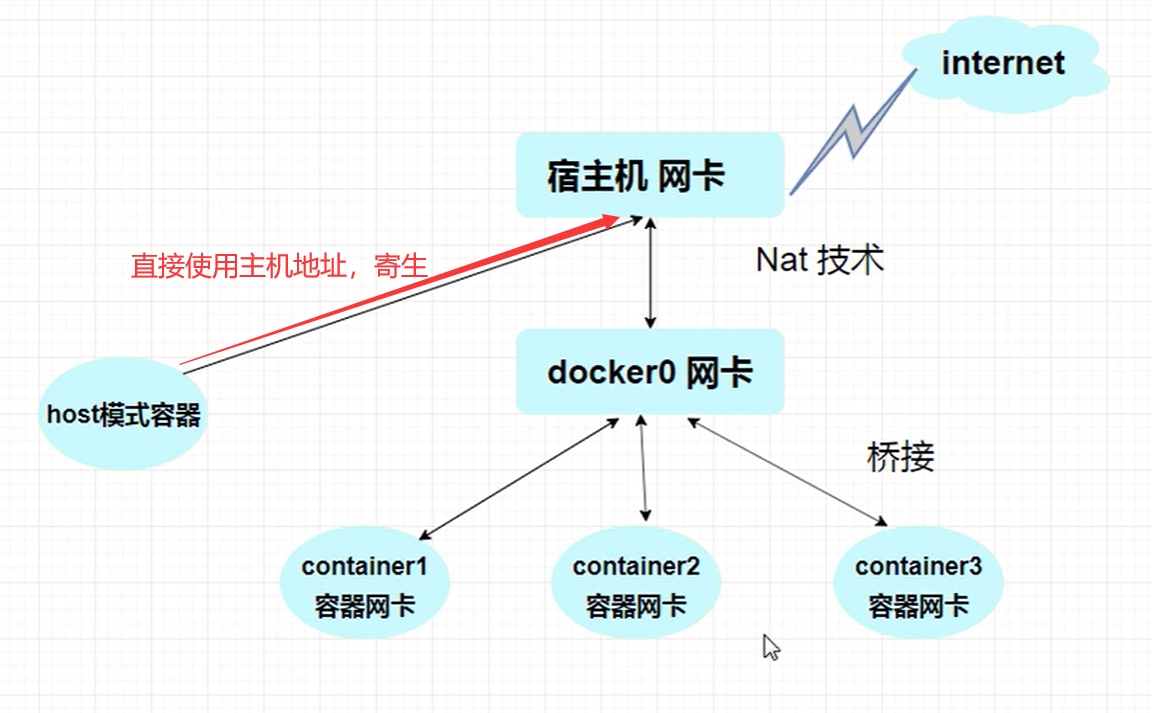 internet
宿主机 网卡
Nat 技术
直接使用主机地址，寄生
docker0 网卡
host模式容器
桥接
container1
容器网卡
container2
容器网卡
container3
容器网卡